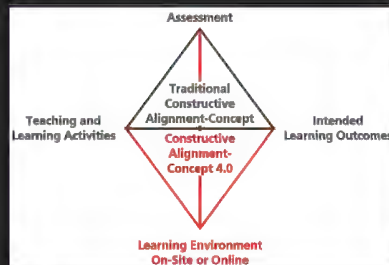 Assessment
Traditional
Constructive
Alignment-Concept
Teaching and
Learning Activities
Intended
Learning Outcomes
Constructive
Alignment-
Concept 4.0
Learning Environment
On-Site or Online